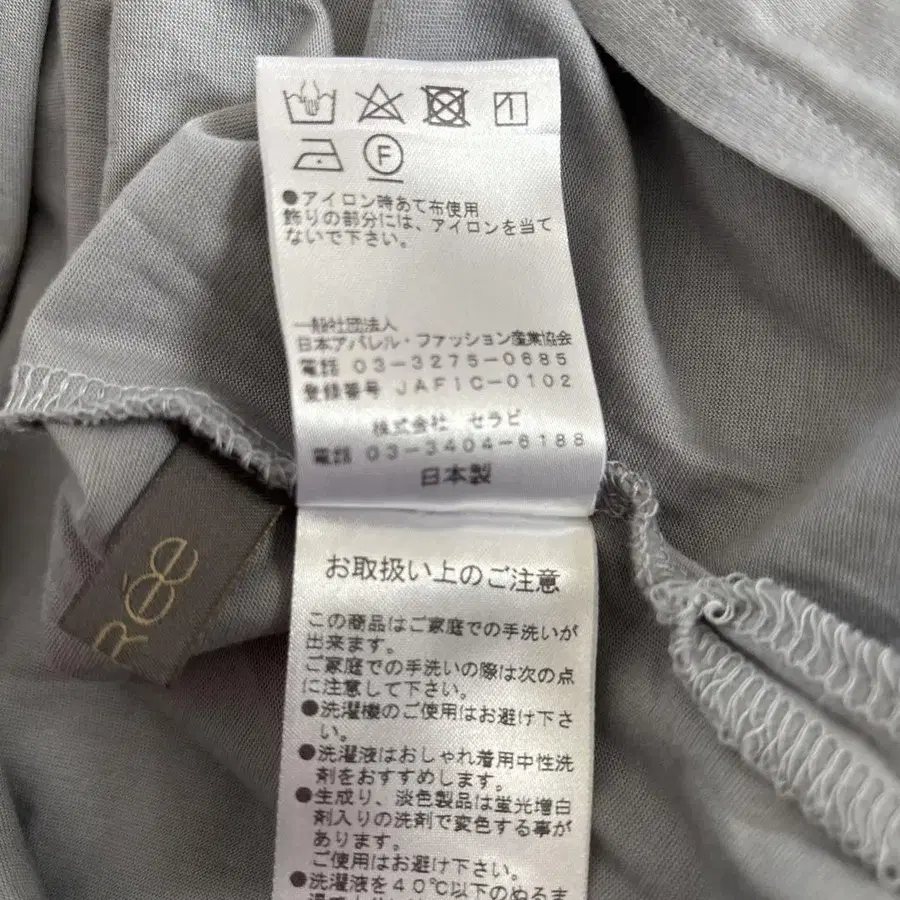 F
●アイロン時あて布使用
飾りの部分には、アイロンを当て
ないで下さい。
一般社団法人
日本アパレル・ファッション産業協会
電話 03-3275-0685
登録番号 JAFIC-0102
株式会社 セラビ
電話 03-3404-6188
日本製
お取扱い上のご注意
この商品はご家庭での手洗いが
出来ます。
ご家庭での手洗いの際は次の点
に注意して下さい。
●洗濯機のご使用はお避け下さ
い。
●洗濯液はおしゃれ着用中性洗
剤をおすすめします。
●生成り、淡色製品は蛍光増白
剤入りの洗剤で変色する事が
あります。
ご使用はお避け下さい。
●洗濯液を40℃以下のぬるま
Rée